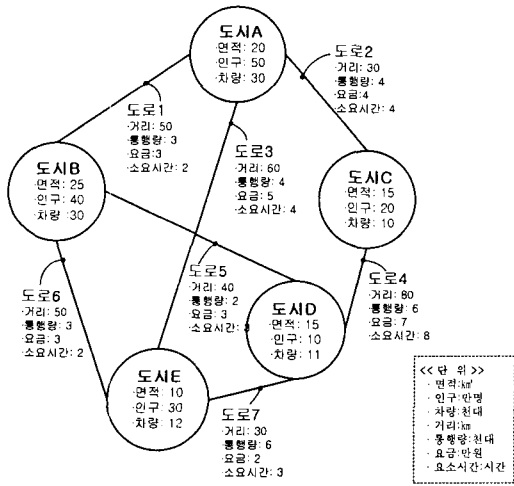 도시A
·면적: 20
·인구: 50
·차량: 30
도로2
·거리: 30
·통행량: 4
·요금:4
·소요시간: 4
도로1
·거리: 50
·통행량: 3
·요금:3
·소요시간: 2
도로3
·거리: 60
·통행량: 4
·요금: 5
·소요시간: 4
도시B
·면적: 25
·인구: 40
·차량:30
도시C
·면적: 15
·인구: 20
·차량: 10
도로6
·거리: 50
·통행량: 3
·요금: 3
·소요시간: 2
도로5
·거리: 40
·통행량: 2
·요금: 3
·소요시간: 3
도시D
·면적: 15
·인구: 10
·차량: 11
도로4
·거리: 80
·통행량: 6
·요금: 7
·소요시간: 8
도시E
·면적: 10
·인구: 30
·차량: 12
도로7
·거리: 30
·통행량: 6
·요금: 2
·소요시간: 3
<<단 위>>
· 면적:㎢
· 인구:만명
· 차량:천대
· 거리:km
· 통행량:천대
· 요금:만원
· 요소시간:시간